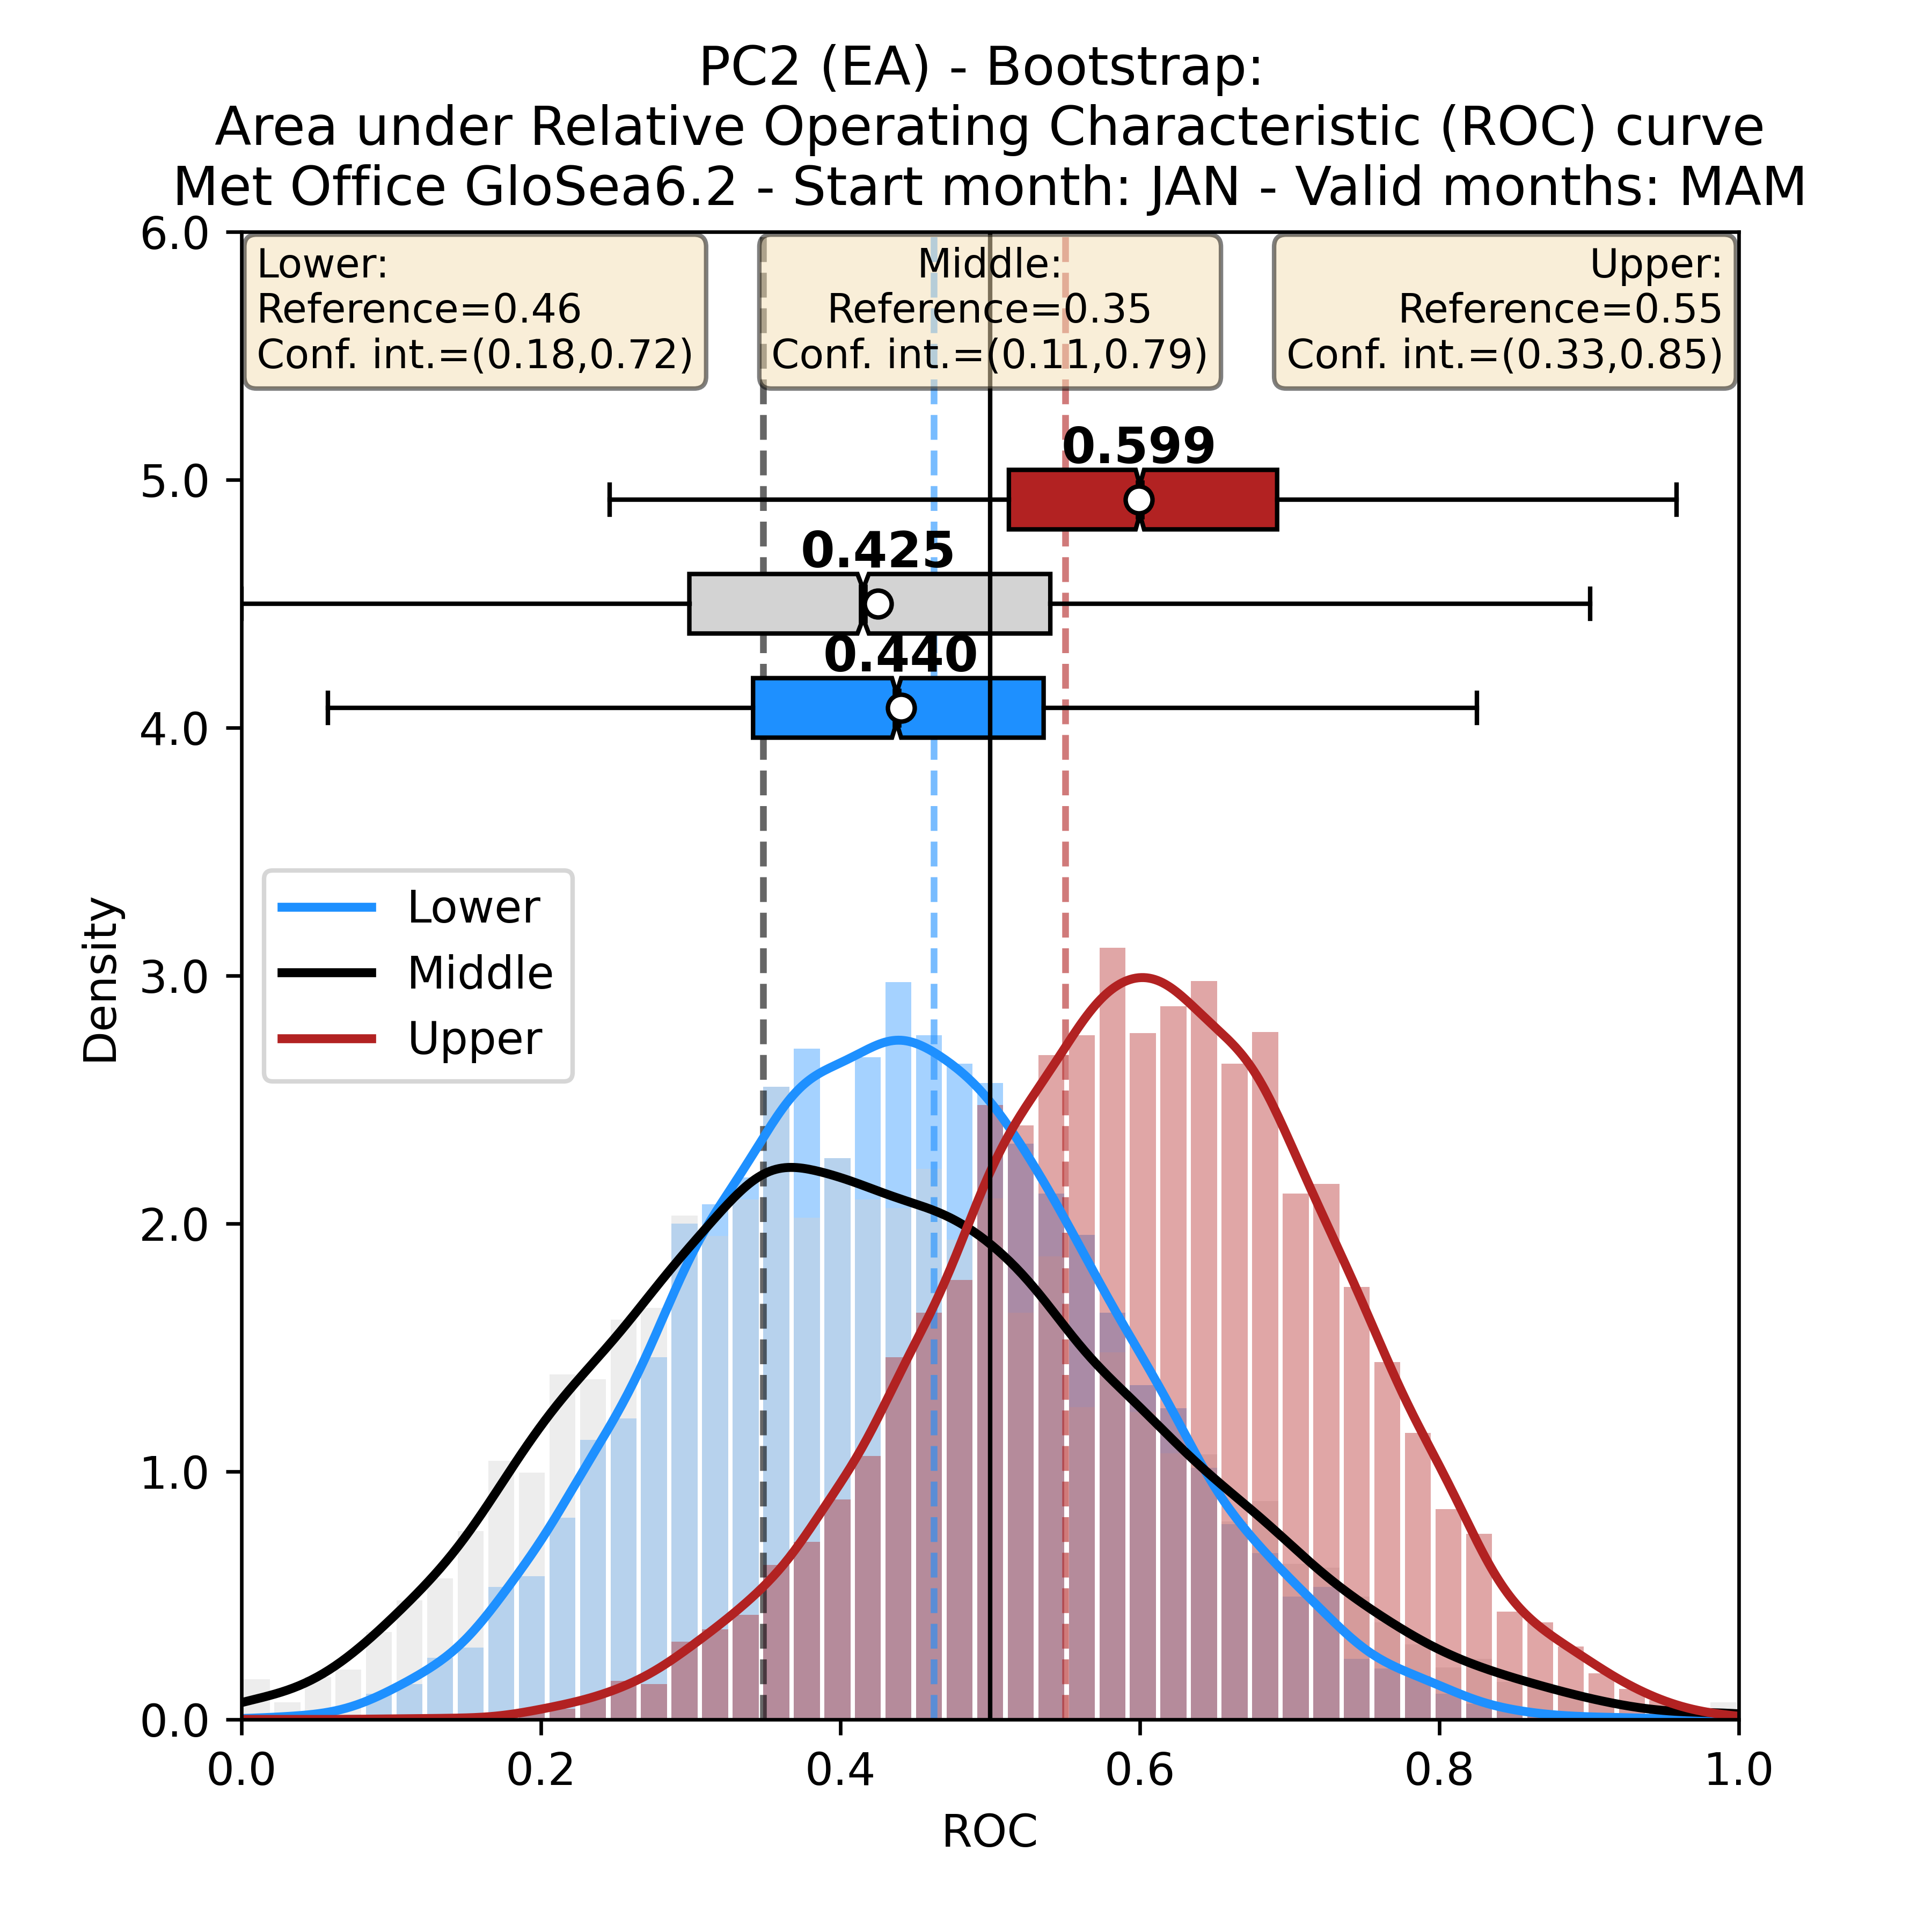 PC2 (EA) - Bootstrap:
Area under Relative Operating Characteristic (ROC) curve
Met Office GloSea6.2 - Start month: JAN - Valid months: MAM
Lower:
Reference=0.46
Conf. int.=(0.18,0.72)
Middle:
Reference=0.35
Conf. int.=(0.11,0.79)
Upper:
Reference=0.55
Conf. int.=(0.33,0.85)
0.599
0.425
0.440
Lower
Middle
Upper
Density
6.0
5.0
4.0
3.0
2.0
1.0
0.0
0.0 0.2 0.4 0.6 0.8 1.0
ROC